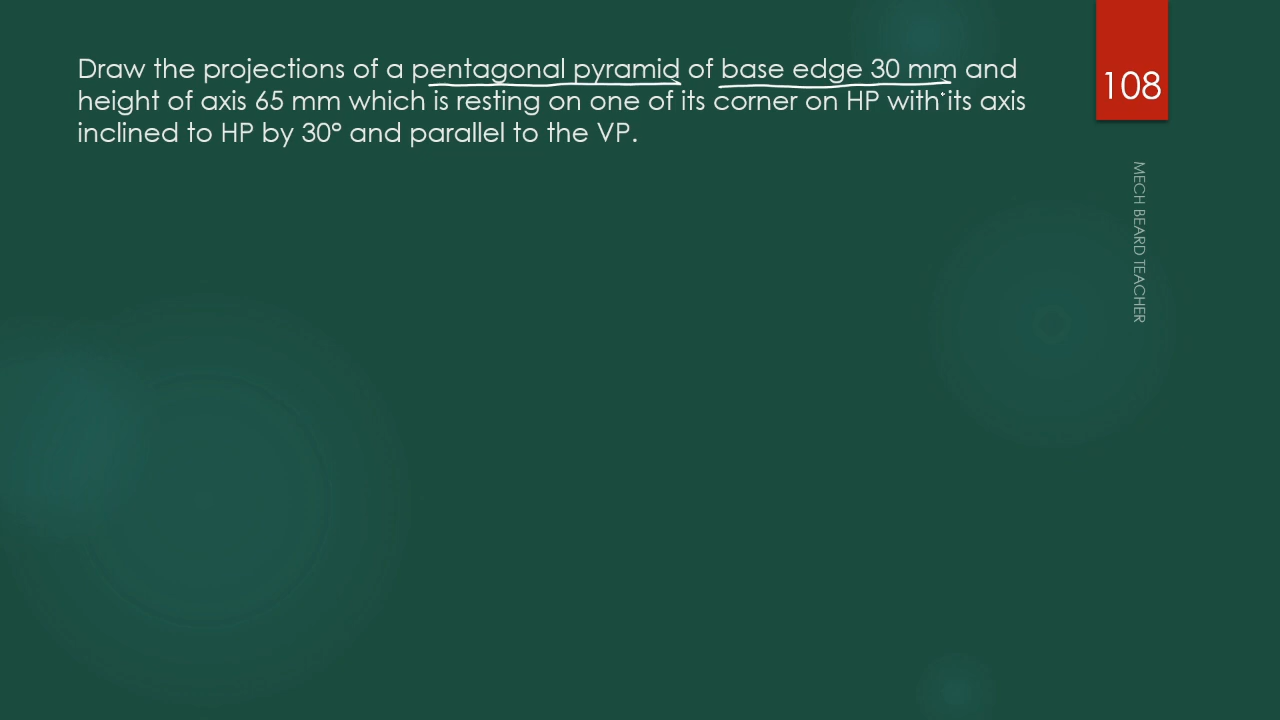 Draw the projections of a pentagonal pyramid of base edge 30 mm and
height of axis 65 mm which is resting on one of its corner on HP with its axis
inclined to HP by 30° and parallel to the VP.
108
MECH BEARD TEACHER